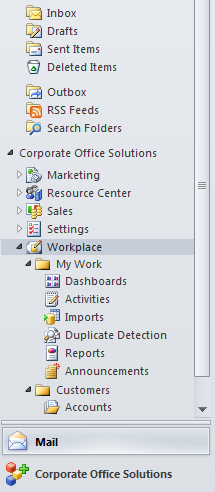 Inbox
Drafts
Sent Items
Deleted Items
Outbox
RSS Feeds
Search Folders
Corporate Office Solutions
Marketing
Resource Center
Sales
Settings
Workplace
My Work
Dashboards
Activities
Imports
Duplicate Detection
Reports
Announcements
Customers
Accounts
Mail
Corporate Office Solutions